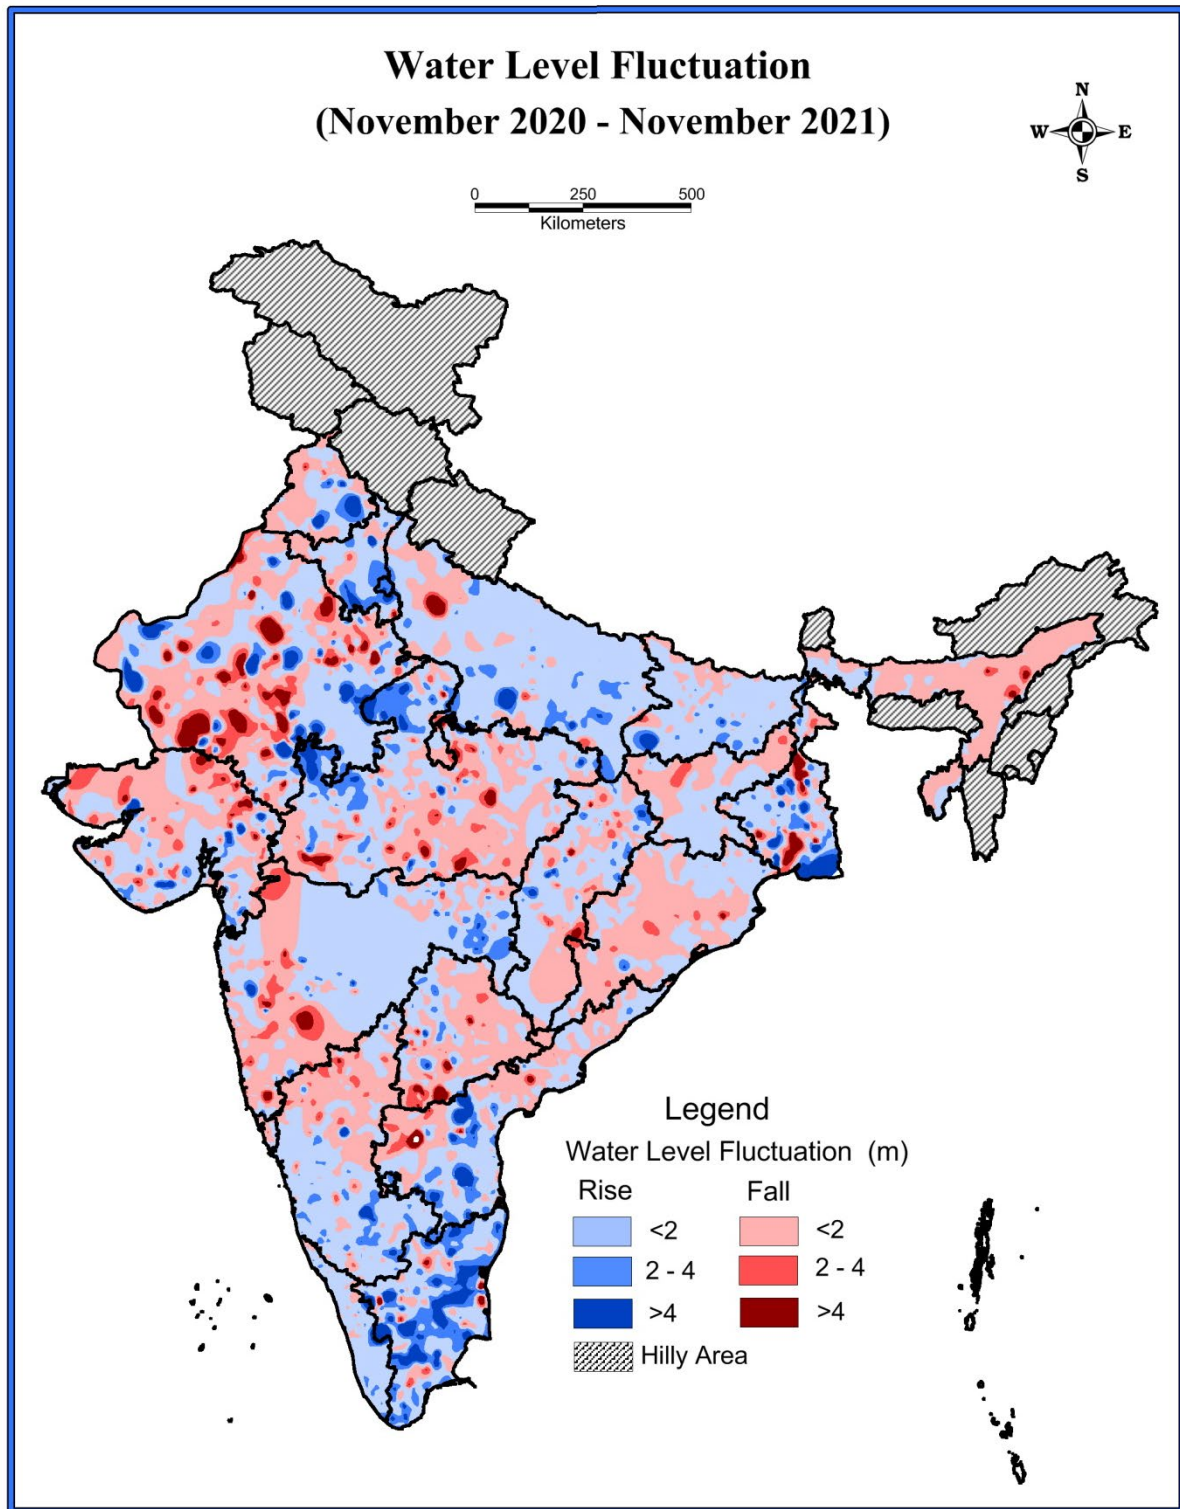 Water Level Fluctuation
(November 2020 - November 2021)
N
W E
S
0 250 500
Kilometers
Legend
Water Level Fluctuation (m)
Rise Fall
<2 <2
2 - 4 2 - 4
>4 >4
Hilly Area